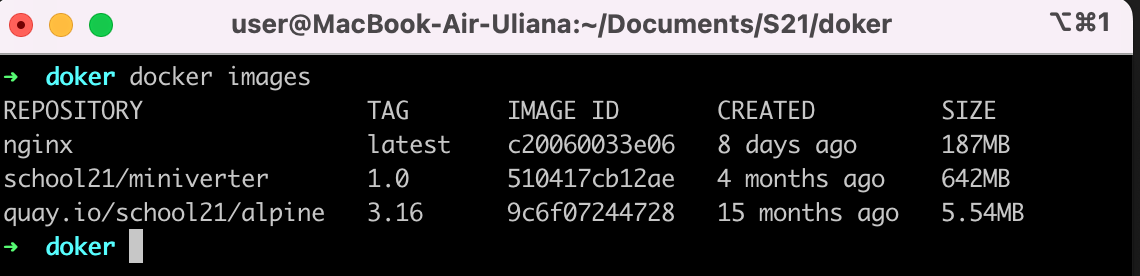 user@MacBook-Air-Uliana:~/Documents/S21/doker ⌥⌘1
→ doker docker images
REPOSITORY TAG IMAGE ID CREATED SIZE
nginx latest c20060033e06 8 days ago 187MB
school21/miniverter 1.0 510417cb12ae 4 months ago 642MB
quay.io/school21/alpine 3.16 9c6f07244728 15 months ago 5.54MB
→ doker